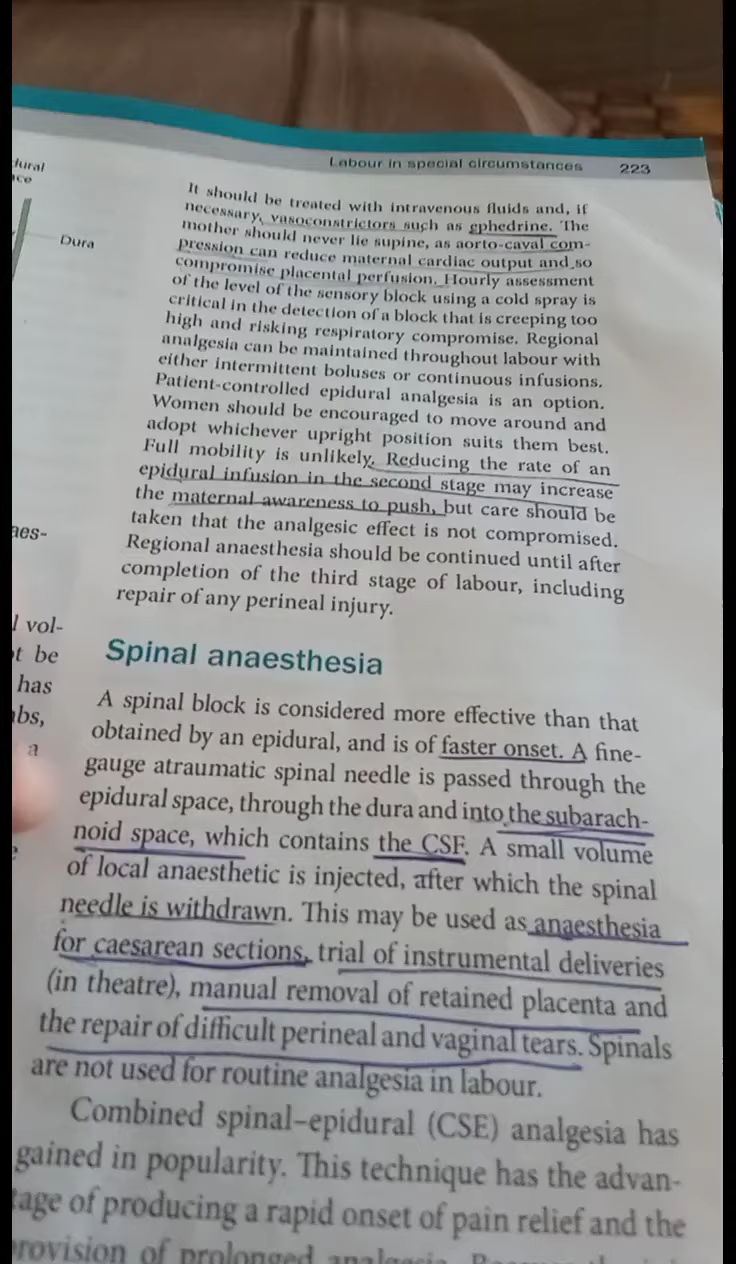 Labour in special circumstances 223
dural
ace
Dura
aes-
l vol-
ot be
has
abs,
a
It should be treated with intravenous fluids and, if
necessary, vasoconstrictors such as ephedrine. The
mother should never lie supine, as aorto-caval com-
pression can reduce maternal cardiac output and so
compromise placental perfusion. Hourly assessment
of the level of the sensory block using a cold spray is
critical in the detection of a block that is creeping too
high and risking respiratory compromise. Regional
analgesia can be maintained throughout labour with
either intermittent boluses or continuous infusions.
Patient-controlled epidural analgesia is an option.
Women should be encouraged to move around and
adopt whichever upright position suits them best.
Full mobility is unlikely. Reducing the rate of an
epidural infusion in the second stage may increase
the maternal awareness to push, but care should be
taken that the analgesic effect is not compromised.
Regional anaesthesia should be continued until after
completion of the third stage of labour, including
repair of any perineal injury.
Spinal anaesthesia
A spinal block is considered more effective than that
obtained by an epidural, and is of faster onset. A fine-
gauge atraumatic spinal needle is passed through the
epidural space, through the dura and into the subarach-
noid space, which contains the CSF. A small volume
of local anaesthetic is injected, after which the spinal
needle is withdrawn. This may be used as anaesthesia
for caesarean sections, trial of instrumental deliveries
(in theatre), manual removal of retained placenta and
the repair of difficult perineal and vaginal tears. Spinals
are not used for routine analgesia in labour.
Combined spinal–epidural (CSE) analgesia has
gained in popularity. This technique has the advan-
tage of producing a rapid onset of pain relief and the
provision of prolonged analgesia.